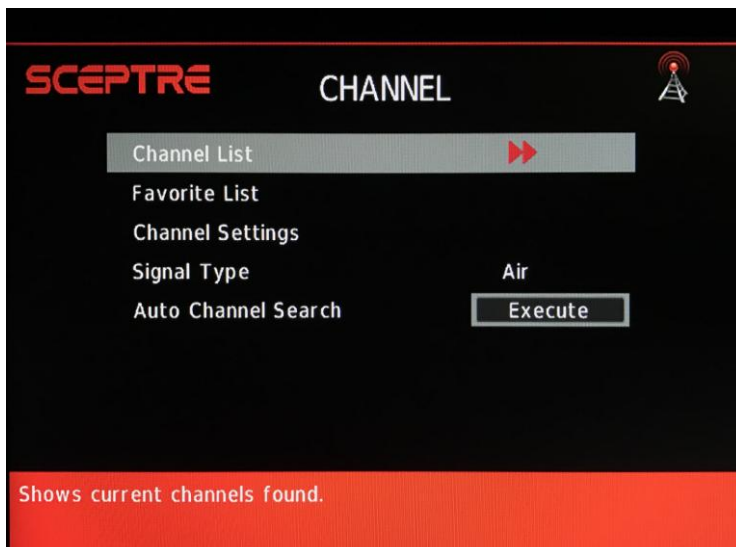 SCEPTRE
CHANNEL
Channel List
Favorite List
Channel Settings
Signal Type Air
Auto Channel Search Execute
Shows current channels found.